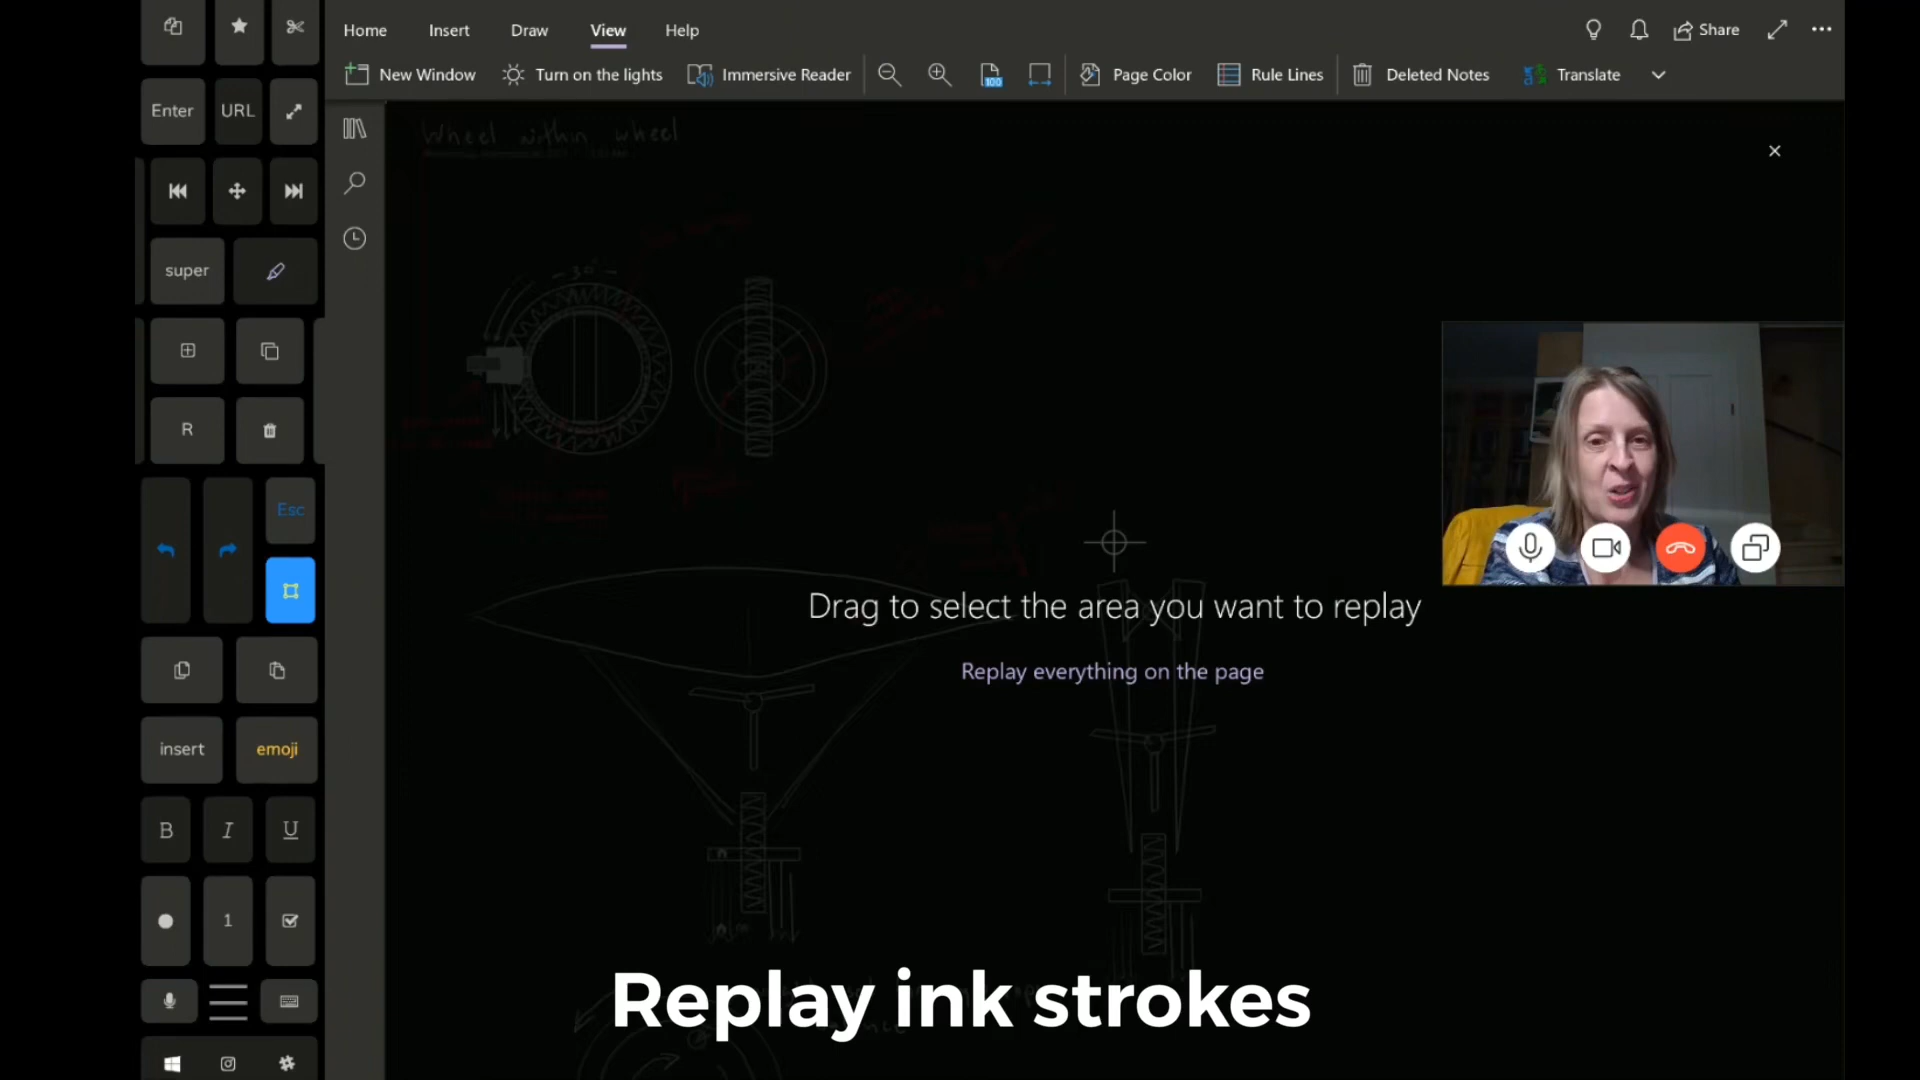 Home Insert Draw View Help Share
New Window Turn on the lights Immersive Reader 100 Page Color Rule Lines Deleted Notes Translate
Enter URL
Wheel within wheel
super
30°
R
Esc
Drag to select the area you want to replay
Replay everything on the page
insert emoji
B I U
1
Replay ink strokes